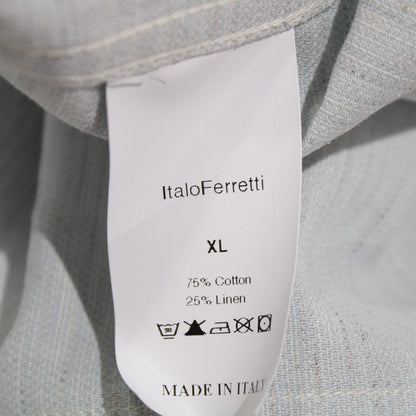 ItaloFerretti
XL
75% Cotton
25% Linen
MADE IN ITALY